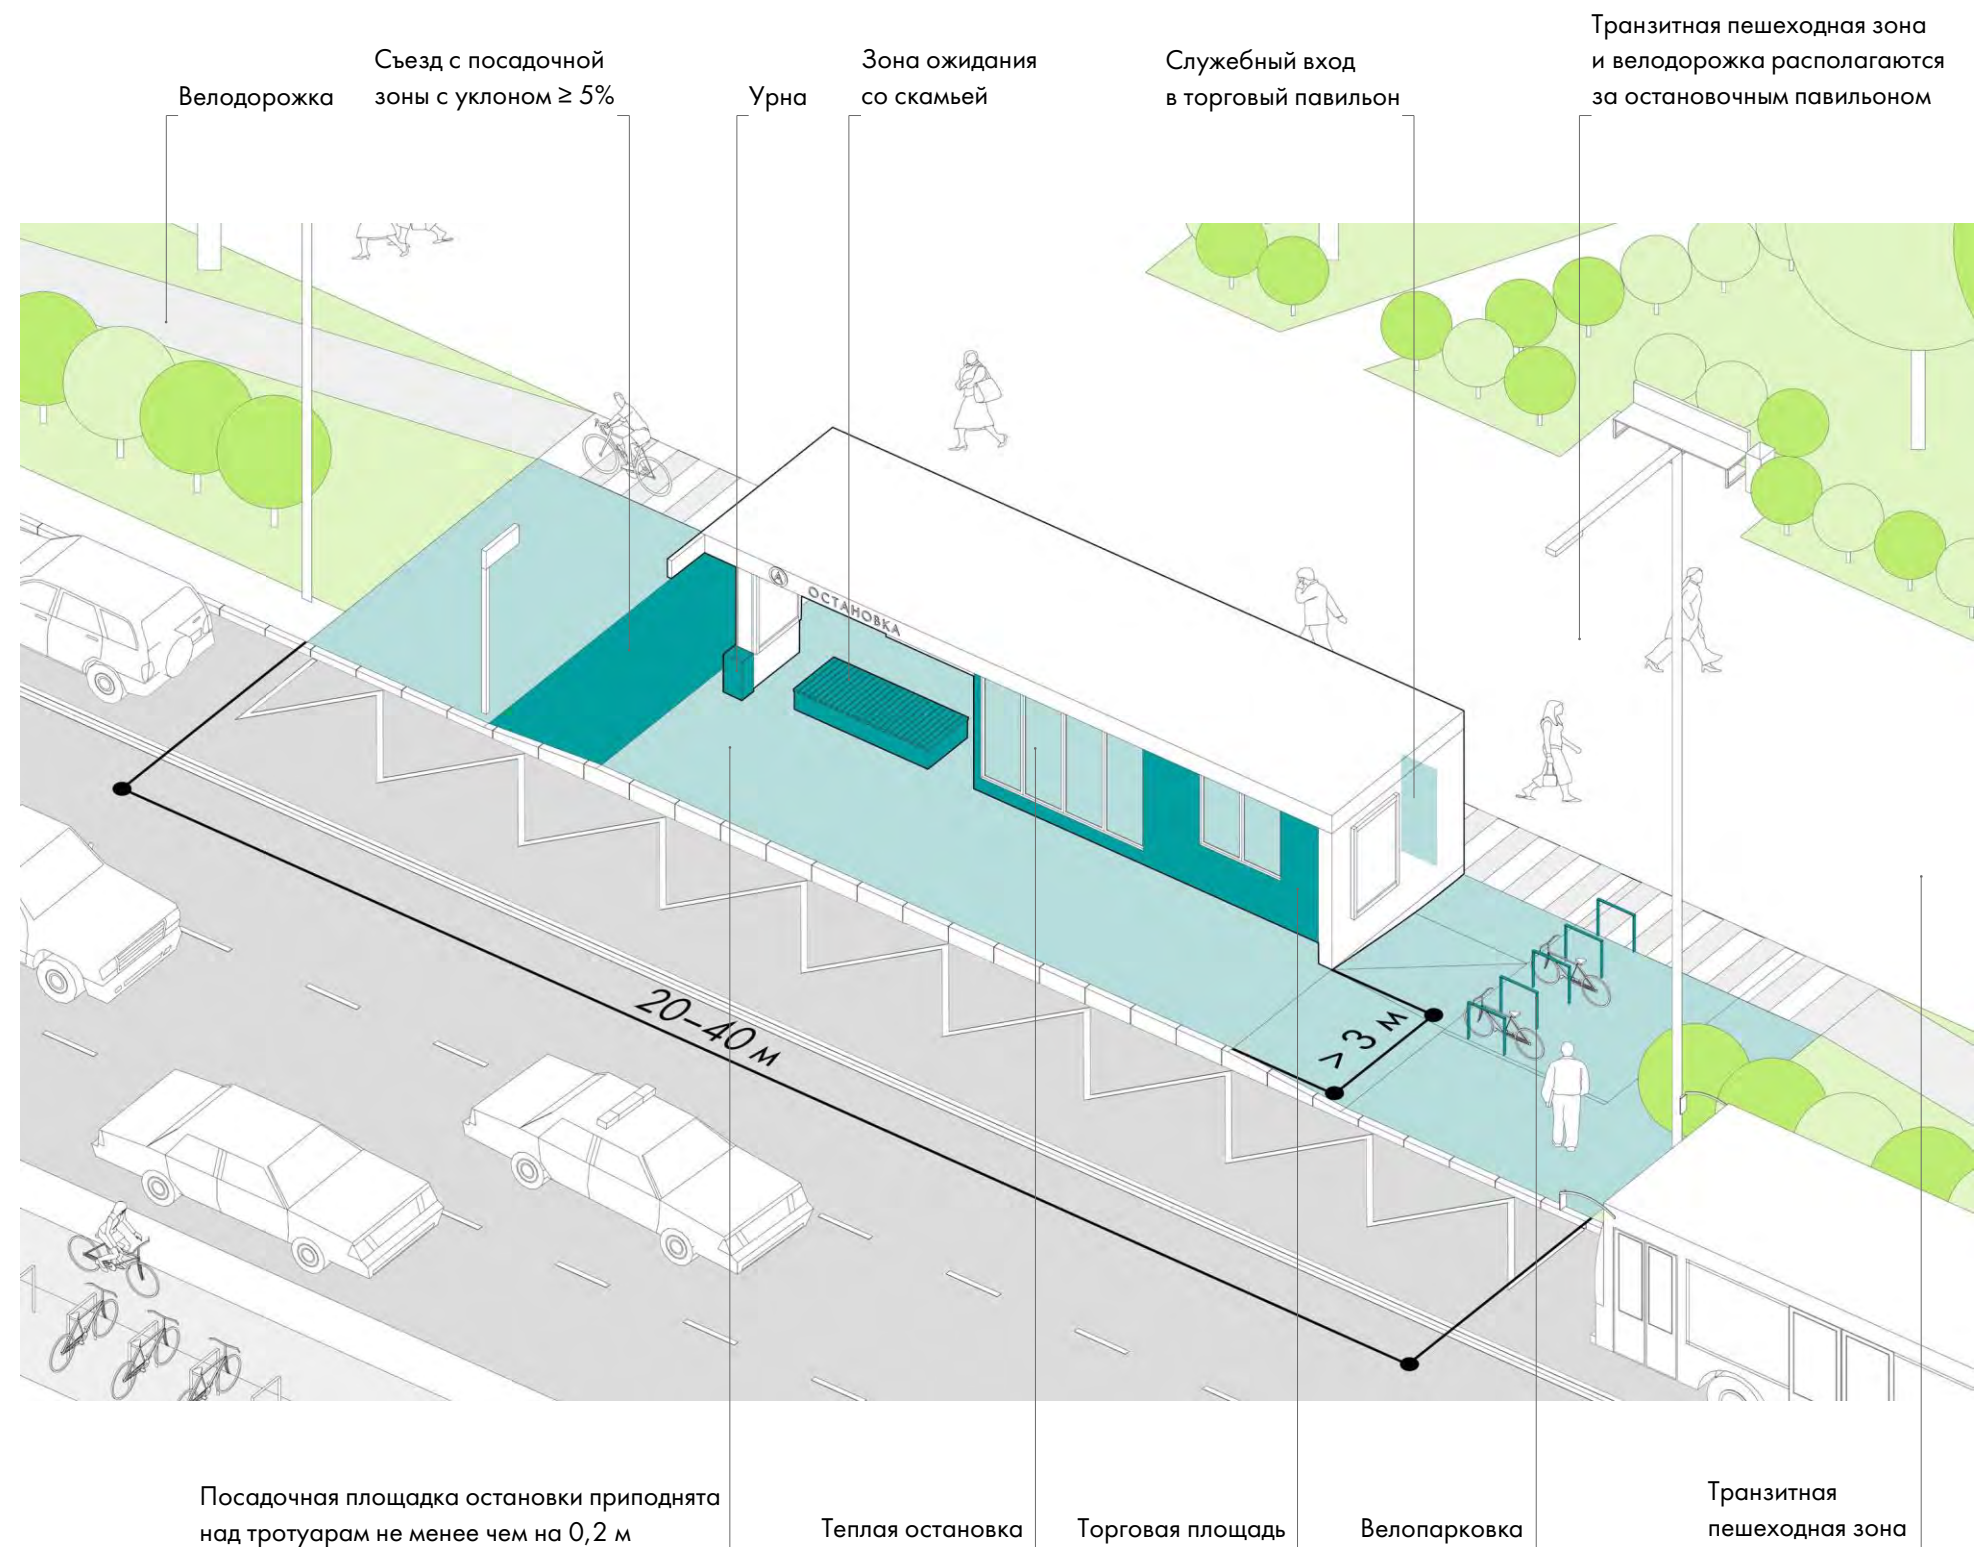 Транзитная пешеходная зона
и велодорожка располагаются
за остановочным павильоном
Служебный вход
в торговый павильон
Зона ожидания
со скамьей
Урна
Съезд с посадочной
зоны с уклоном ≥ 5%
Велодорожка
А ОСТАНОВКА
20–40 м
> 3 м
Посадочная площадка остановки приподнята
над тротуарам не менее чем на 0,2 м
Теплая остановка
Торговая площадь
Велопарковка
Транзитная
пешеходная зона